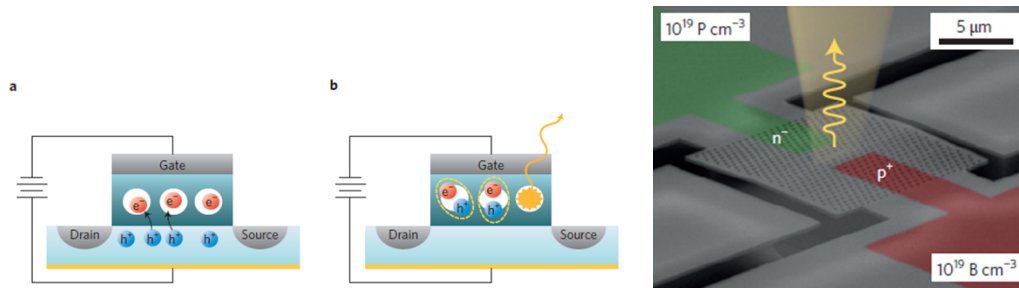 a
Gate
e⁻ e⁻ e⁻
Drain h⁺ h⁺ h⁺ h⁺ Source
b
Gate
e⁻ e⁻
h⁺ h⁺
Drain Source
10¹⁹ P cm⁻³
5 μm
n⁻
p⁺
10¹⁹ B cm⁻³